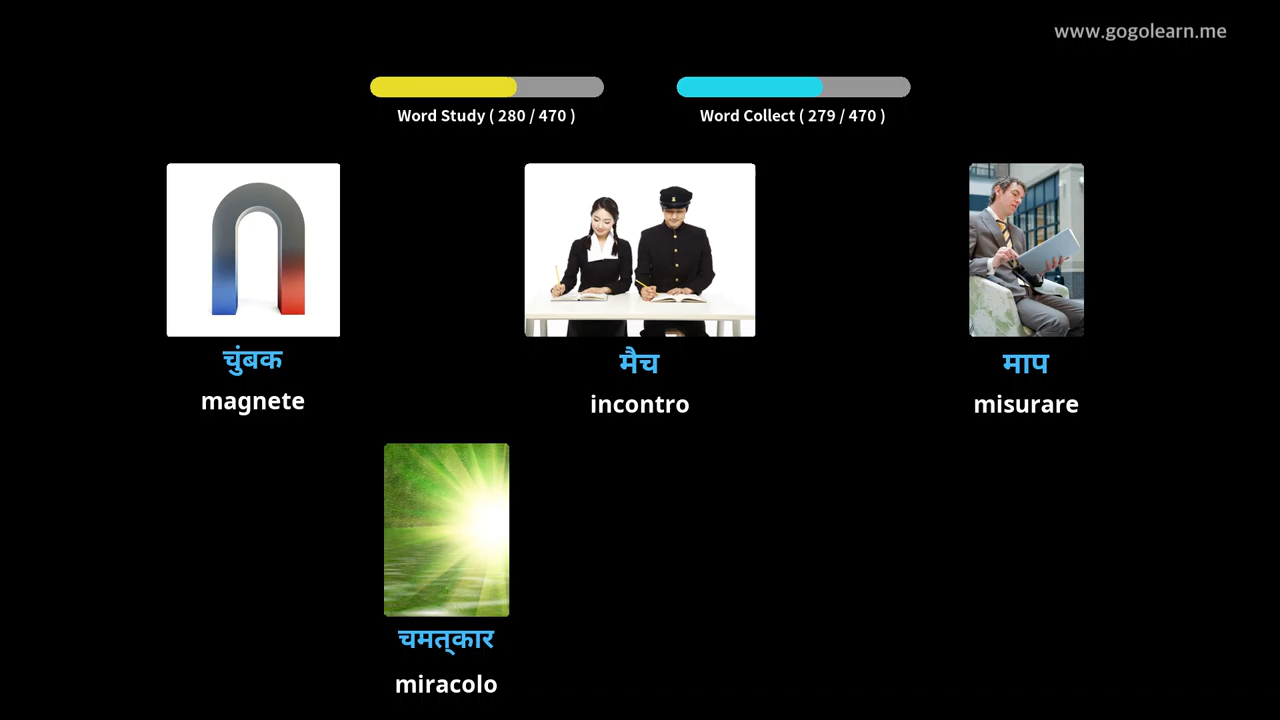 www.gogolearn.me
Word Study ( 280 / 470 )
Word Collect ( 279 / 470 )
चुंबक
मैच
माप
magnete
incontro
misurare
चमत्कार
miracolo